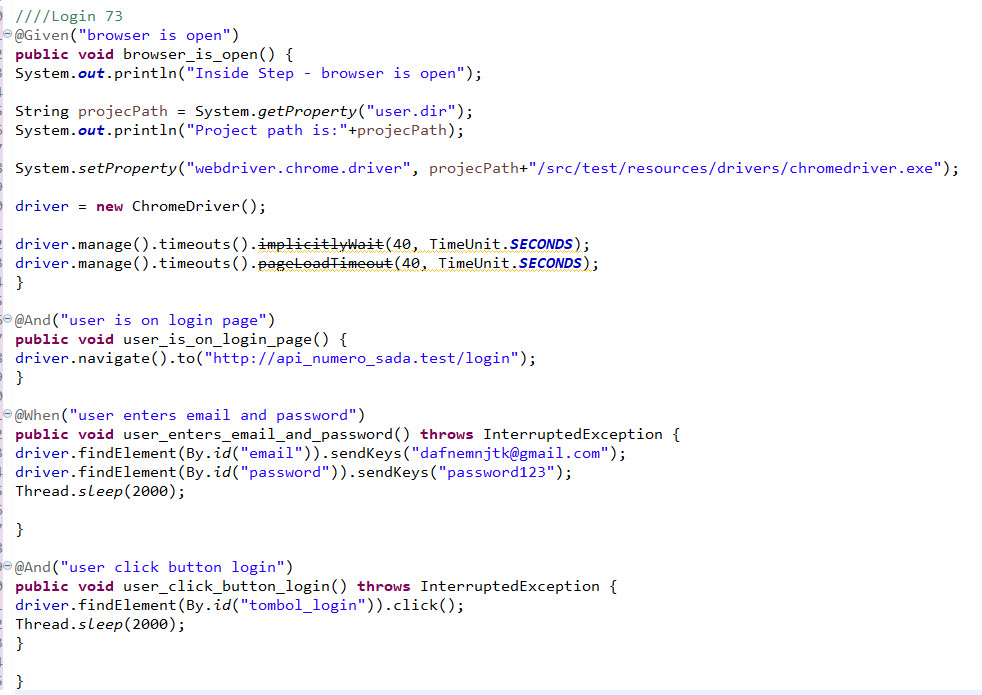 ////Login 73
@Given("browser is open")
public void browser_is_open() {
System.out.println("Inside Step - browser is open");
String projecPath = System.getProperty("user.dir");
System.out.println("Project path is:"+projecPath);
System.setProperty("webdriver.chrome.driver", projecPath+"/src/test/resources/drivers/chromedriver.exe");
driver = new ChromeDriver();
driver.manage().timeouts().implicitlyWait(40, TimeUnit.SECONDS);
driver.manage().timeouts().pageLoadTimeout(40, TimeUnit.SECONDS);
}
@And("user is on login page")
public void user_is_on_login_page() {
driver.navigate().to("http://api_numero_sada.test/login");
}
@When("user enters email and password")
public void user_enters_email_and_password() throws InterruptedException {
driver.findElement(By.id("email")).sendKeys("dafnemnjtk@gmail.com");
driver.findElement(By.id("password")).sendKeys("password123");
Thread.sleep(2000);
}
@And("user click button login")
public void user_click_button_login() throws InterruptedException {
driver.findElement(By.id("tombol_login")).click();
Thread.sleep(2000);
}
}